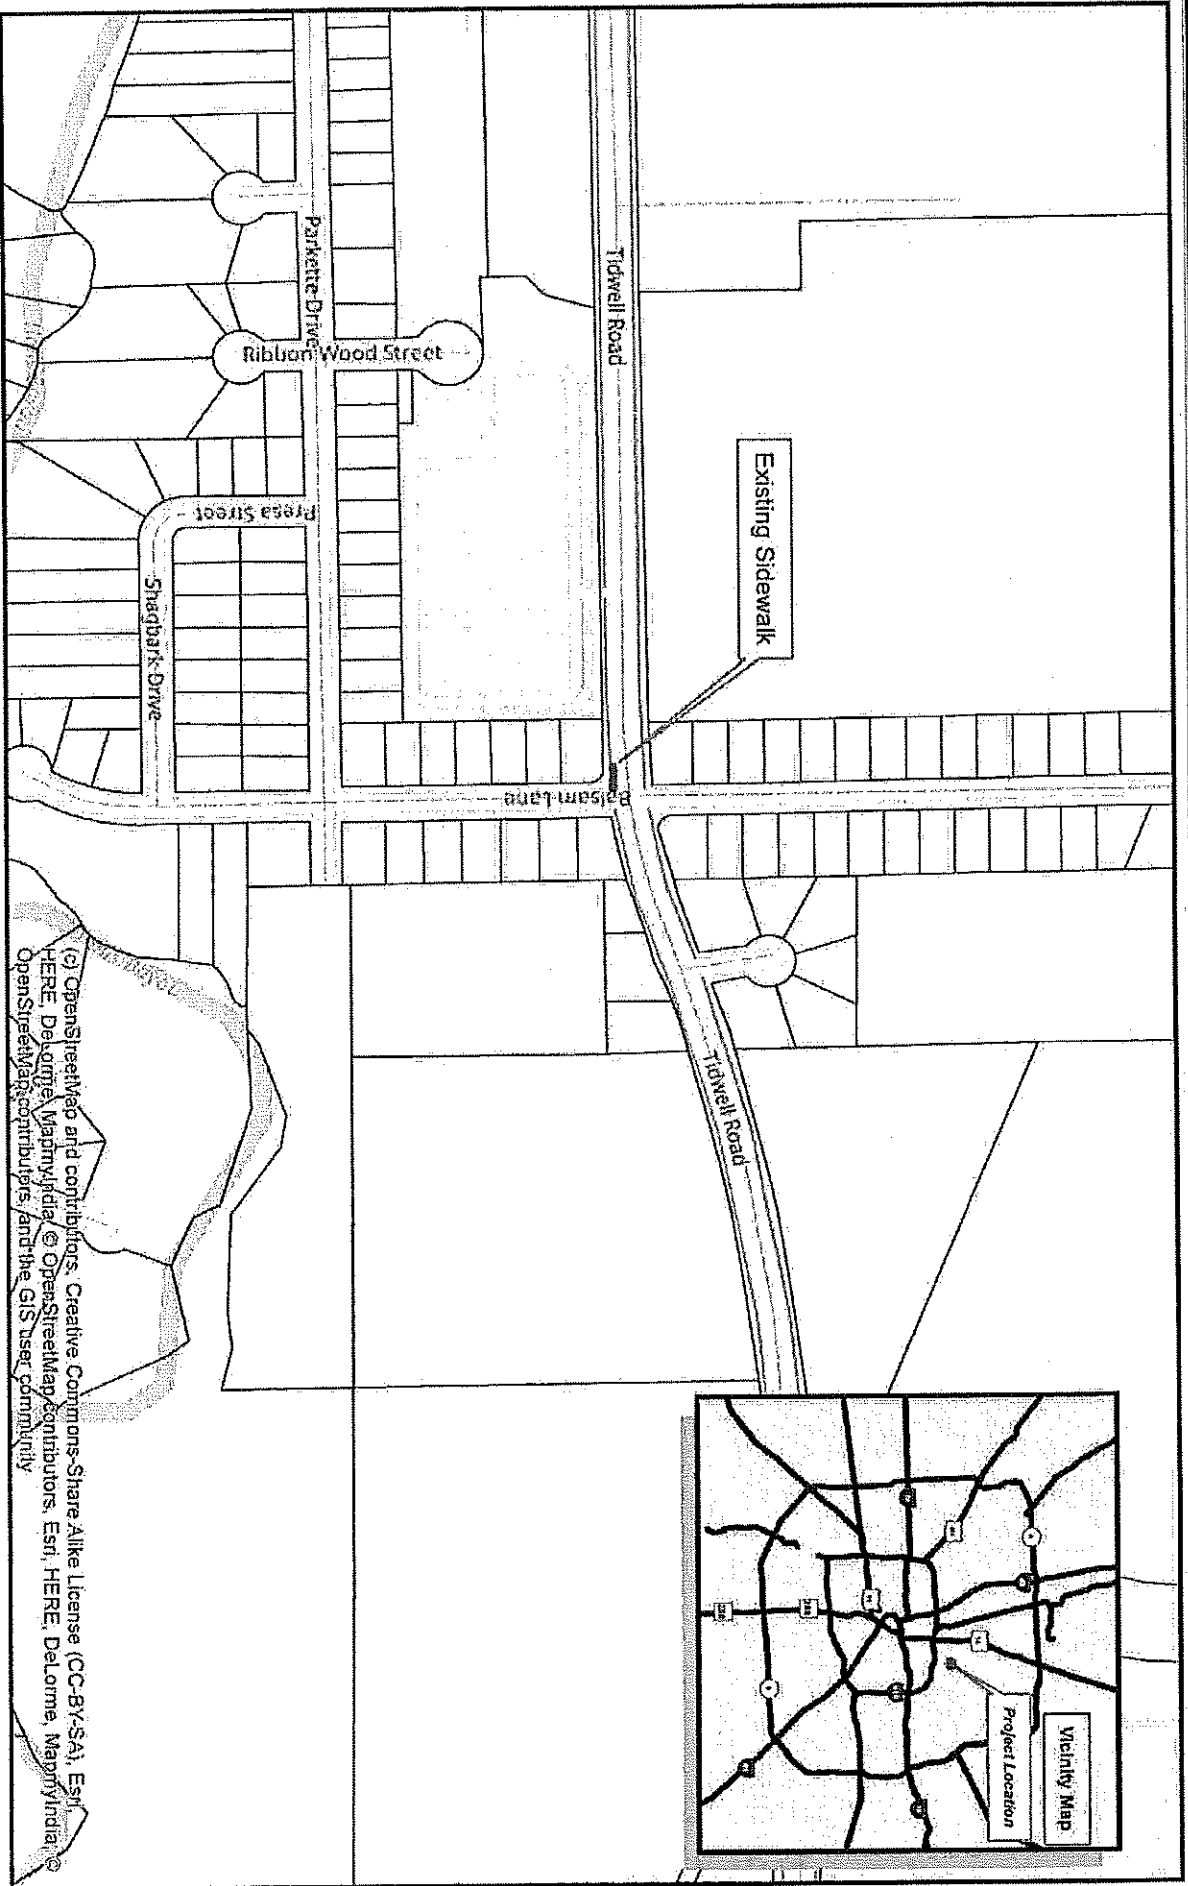 Tidwell Road
Existing Sidewalk
Parkette Drive
Ribbon Wood Street
Presa Street
Shagbark Drive
Balsam Lane
Tidwell Road
Vicinity Map
Project Location
288
288
(c) OpenStreetMap and contributors, Creative Commons-Share Alike License (CC-BY-SA), Esri,
HERE, DeLorme, MapmyIndia, © OpenStreetMap contributors, Esri, HERE, DeLorme, MapmyIndia, ©
OpenStreetMap contributors, and the GIS user community